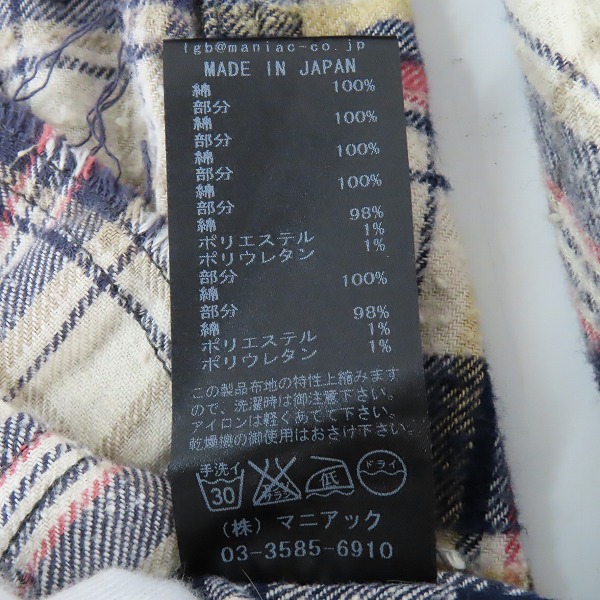 lgb@maniac-co.jp
MADE IN JAPAN
綿 100%
部分
綿 100%
部分
綿 100%
部分
綿 100%
部分
綿 98%
ポリエステル 1%
ポリウレタン 1%
部分
綿 100%
部分
綿 98%
ポリエステル 1%
ポリウレタン 1%
この製品布地の特性上縮みます
ので、洗濯時は御注意下さい。
アイロンは軽くあてて下さい。
乾燥機の御使用はおさけ下さい。
手洗イ 30 エンソサラシ 低 ドライ
(株) マニアック
03-3585-6910